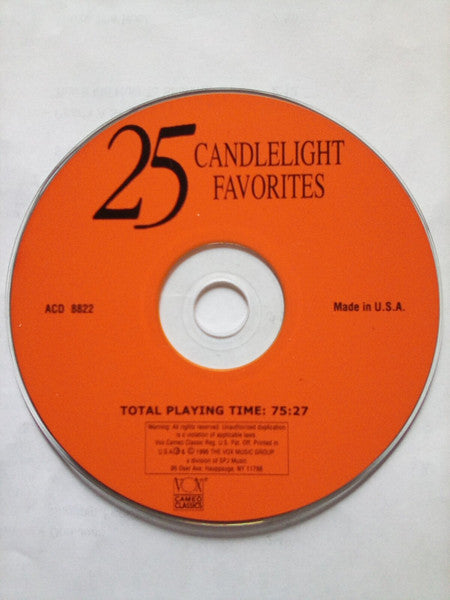 25 CANDLELIGHT
FAVORITES
ACD 8822
Made in U.S.A.
TOTAL PLAYING TIME: 75:27
Warning: All rights reserved. Unauthorized duplication
is a violation of applicable laws.
Vox Cameo Classic Reg. U.S. Pat. Off. Printed in
U.S.A. ℗ & © 1996 THE VOX MUSIC GROUP
a division of SPJ Music
Hauppauge, NY 11788
VOX
CAMEO
CLASSICS